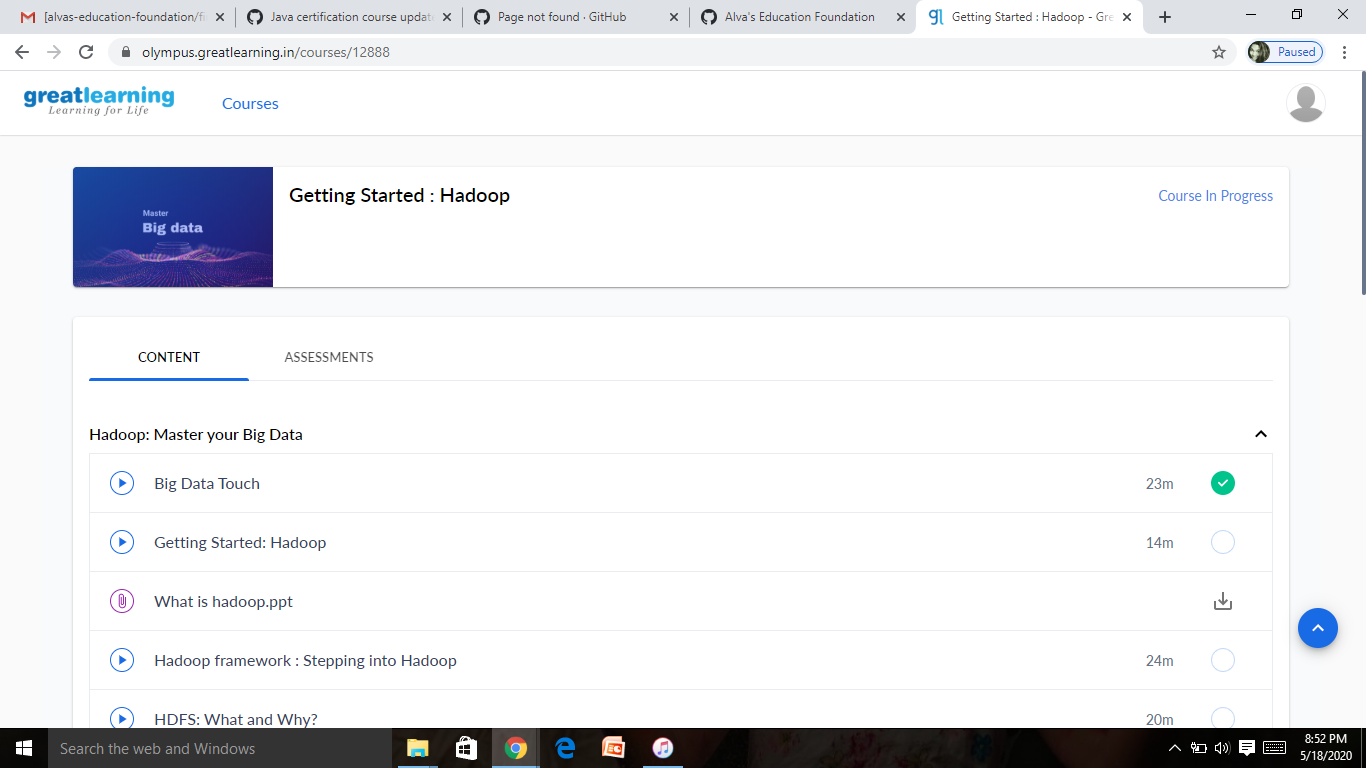 [alvas-education-foundation/fi
Java certification course updat
Page not found · GitHub
Alva's Education Foundation
Getting Started : Hadoop - Gre
olympus.greatlearning.in/courses/12888
Paused
greatlearning
Learning for Life
Courses
Master
Big data
Getting Started : Hadoop
Course In Progress
CONTENT
ASSESSMENTS
Hadoop: Master your Big Data
Big Data Touch 23m
Getting Started: Hadoop 14m
What is hadoop.ppt
Hadoop framework : Stepping into Hadoop 24m
HDFS: What and Why? 20m
Search the web and Windows
8:52 PM
5/18/2020